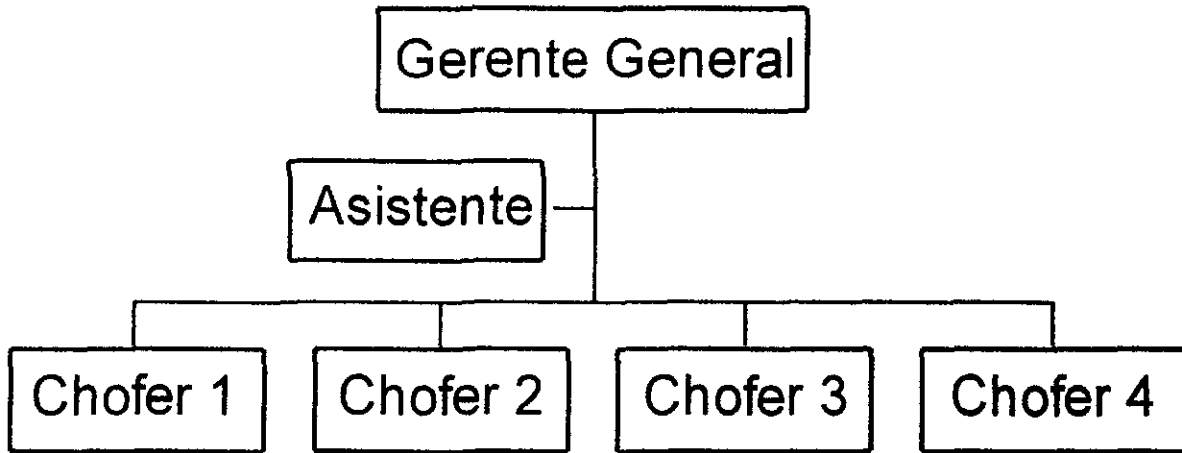 Gerente General
Asistente
Chofer 1
Chofer 2
Chofer 3
Chofer 4